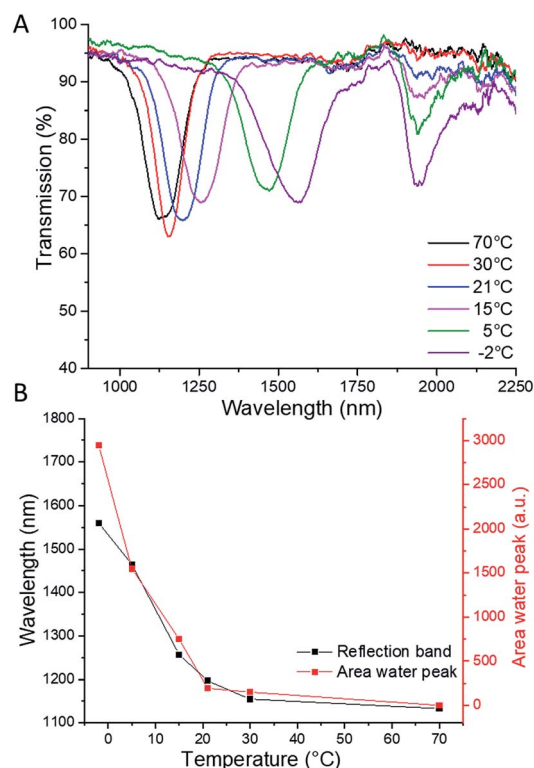 A
100
90
80
70
60
50
40
Transmission (%)
70°C
30°C
21°C
15°C
5°C
-2°C
1000 1250 1500 1750 2000 2250
Wavelength (nm)
B
1800
1700
1600
1500
1400
1300
1200
1100
Wavelength (nm)
3000
2500
2000
1500
1000
500
0
Area water peak (a.u.)
Reflection band
Area water peak
0 10 20 30 40 50 60 70
Temperature (°C)